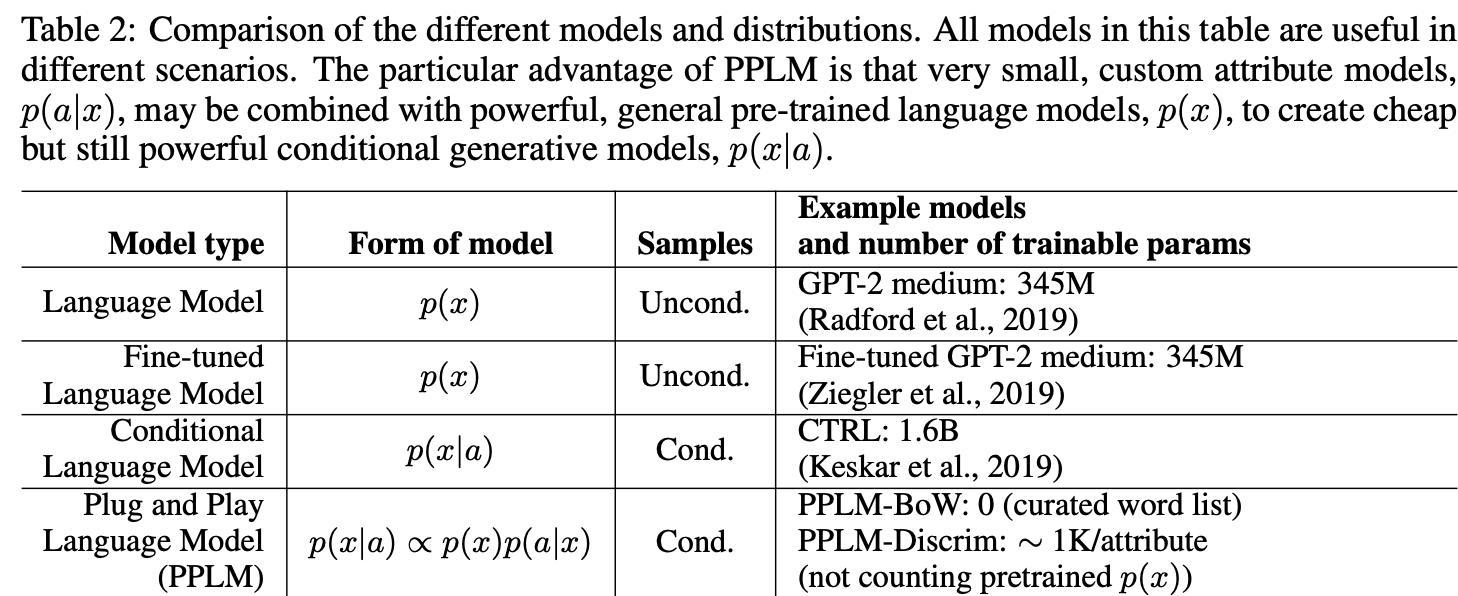 Table 2: Comparison of the different models and distributions. All models in this table are useful in
different scenarios. The particular advantage of PPLM is that very small, custom attribute models,
p(a|x), may be combined with powerful, general pre-trained language models, p(x), to create cheap
but still powerful conditional generative models, p(x|a).
Model type Form of model Samples Example models
and number of trainable params
Language Model p(x) Uncond. GPT-2 medium: 345M
(Radford et al., 2019)
Fine-tuned
Language Model p(x) Uncond. Fine-tuned GPT-2 medium: 345M
(Ziegler et al., 2019)
Conditional
Language Model p(x|a) Cond. CTRL: 1.6B
(Keskar et al., 2019)
Plug and Play
Language Model
(PPLM) p(x|a) ∝ p(x)p(a|x) Cond. PPLM-BoW: 0 (curated word list)
PPLM-Discrim: ∼ 1K/attribute
(not counting pretrained p(x))